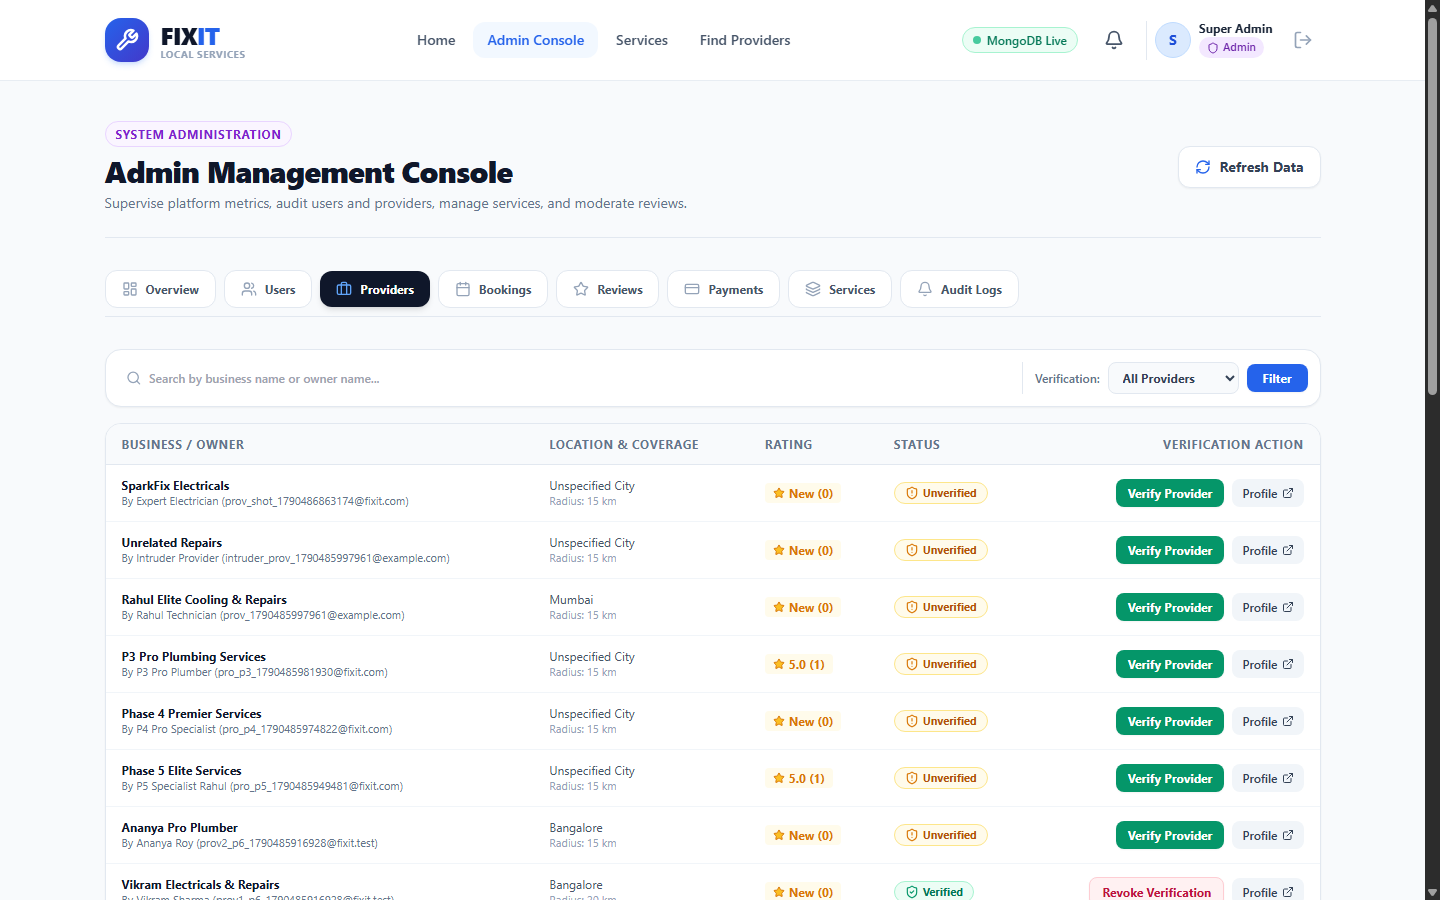 FIXIT
LOCAL SERVICES
Home
Admin Console
Services
Find Providers
MongoDB Live
S
Super Admin
Admin
SYSTEM ADMINISTRATION
Admin Management Console
Supervise platform metrics, audit users and providers, manage services, and moderate reviews.
Refresh Data
Overview
Users
Providers
Bookings
Reviews
Payments
Services
Audit Logs
Search by business name or owner name...
Verification:
All Providers
Filter
BUSINESS / OWNER LOCATION & COVERAGE RATING STATUS VERIFICATION ACTION
SparkFix Electricals
By Expert Electrician (prov_shot_1790486863174@fixit.com)
Unspecified City
Radius: 15 km
New (0)
Unverified
Verify Provider
Profile
Unrelated Repairs
By Intruder Provider (intruder_prov_1790485997961@example.com)
Unspecified City
Radius: 15 km
New (0)
Unverified
Verify Provider
Profile
Rahul Elite Cooling & Repairs
By Rahul Technician (prov_1790485997961@example.com)
Mumbai
Radius: 15 km
New (0)
Unverified
Verify Provider
Profile
P3 Pro Plumbing Services
By P3 Pro Plumber (pro_p3_1790485981930@fixit.com)
Unspecified City
Radius: 15 km
5.0 (1)
Unverified
Verify Provider
Profile
Phase 4 Premier Services
By P4 Pro Specialist (pro_p4_1790485974822@fixit.com)
Unspecified City
Radius: 15 km
New (0)
Unverified
Verify Provider
Profile
Phase 5 Elite Services
By P5 Specialist Rahul (pro_p5_1790485949481@fixit.com)
Unspecified City
Radius: 15 km
5.0 (1)
Unverified
Verify Provider
Profile
Ananya Pro Plumber
By Ananya Roy (prov2_p6_1790485916928@fixit.test)
Bangalore
Radius: 15 km
New (0)
Unverified
Verify Provider
Profile
Vikram Electricals & Repairs
By Vikram Sharma (prov1_p6_1790485916928@fixit.test)
Bangalore
Radius: 20 km
New (0)
Verified
Revoke Verification
Profile